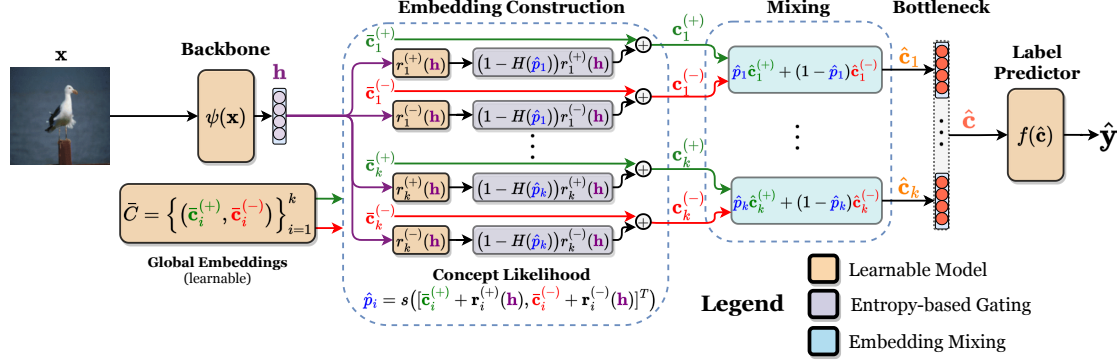 Embedding Construction
Mixing
Bottleneck
x
Backbone
h
ψ(x)
c̄₁⁽⁺⁾
r₁⁽⁺⁾(h)
(1 − H(p̂₁))r₁⁽⁺⁾(h)
c₁⁽⁺⁾
c̄₁⁽⁻⁾
r₁⁽⁻⁾(h)
(1 − H(p̂₁))r₁⁽⁻⁾(h)
c₁⁽⁻⁾
p̂₁ĉ₁⁽⁺⁾ + (1 − p̂₁)ĉ₁⁽⁻⁾
ĉ₁
Label
Predictor
ĉ
f(ĉ)
ŷ
c̄ₖ⁽⁺⁾
rₖ⁽⁺⁾(h)
(1 − H(p̂ₖ))rₖ⁽⁺⁾(h)
cₖ⁽⁺⁾
c̄ₖ⁽⁻⁾
rₖ⁽⁻⁾(h)
(1 − H(p̂ₖ))rₖ⁽⁻⁾(h)
cₖ⁽⁻⁾
p̂ₖĉₖ⁽⁺⁾ + (1 − p̂ₖ)ĉₖ⁽⁻⁾
ĉₖ
C̄ = {(c̄ᵢ⁽⁺⁾, c̄ᵢ⁽⁻⁾)}ᵢ₌₁ᵏ
Global Embeddings
(learnable)
Concept Likelihood
p̂ᵢ = s([c̄ᵢ⁽⁺⁾ + rᵢ⁽⁺⁾(h), c̄ᵢ⁽⁻⁾ + rᵢ⁽⁻⁾(h)]ᵀ)
Legend
Learnable Model
Entropy-based Gating
Embedding Mixing